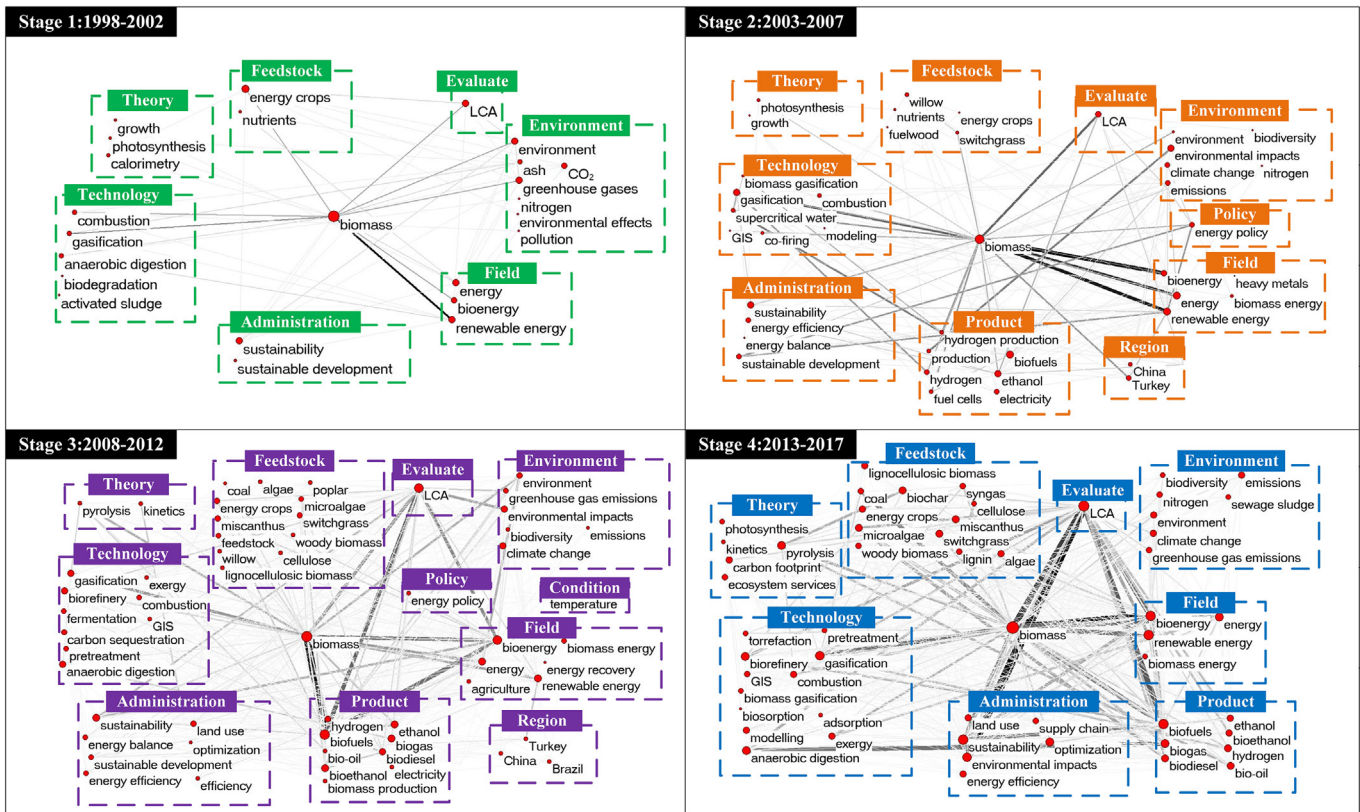 Stage 1:1998-2002
Feedstock
energy crops
nutrients
Evaluate
LCA
Theory
growth
photosynthesis
calorimetry
Environment
environment
ash
CO₂
greenhouse gases
nitrogen
environmental effects
pollution
Technology
combustion
gasification
anaerobic digestion
biodegradation
activated sludge
biomass
Field
energy
bioenergy
renewable energy
Administration
sustainability
sustainable development
Stage 2:2003-2007
Theory
photosynthesis
growth
Feedstock
willow
nutrients
energy crops
fuelwood
switchgrass
Evaluate
LCA
Environment
environment
biodiversity
environmental impacts
climate change
nitrogen
emissions
Technology
biomass gasification
gasification
combustion
supercritical water
GIS
co-firing
modeling
biomass
Policy
energy policy
Field
bioenergy
heavy metals
energy
biomass energy
renewable energy
Administration
sustainability
energy efficiency
energy balance
sustainable development
Product
hydrogen production
production
biofuels
hydrogen
ethanol
fuel cells
electricity
Region
China
Turkey
Stage 3:2008-2012
Theory
pyrolysis
kinetics
Feedstock
coal
algae
poplar
energy crops
microalgae
miscanthus
switchgrass
feedstock
woody biomass
willow
cellulose
lignocellulosic biomass
Evaluate
LCA
Environment
environment
greenhouse gas emissions
environmental impacts
biodiversity
emissions
climate change
Technology
gasification
exergy
biorefinery
combustion
fermentation
GIS
carbon sequestration
pretreatment
anaerobic digestion
Policy
energy policy
Condition
temperature
biomass
Field
bioenergy
biomass energy
energy
energy recovery
agriculture
renewable energy
Administration
sustainability
land use
energy balance
optimization
sustainable development
energy efficiency
efficiency
Product
hydrogen
ethanol
biofuels
biogas
bio-oil
biodiesel
bioethanol
electricity
biomass production
Region
Turkey
China
Brazil
Stage 4:2013-2017
Feedstock
lignocellulosic biomass
coal
biochar
syngas
energy crops
cellulose
microalgae
miscanthus
switchgrass
woody biomass
lignin
algae
Evaluate
LCA
Environment
biodiversity
emissions
nitrogen
sewage sludge
environment
climate change
greenhouse gas emissions
Theory
photosynthesis
kinetics
pyrolysis
carbon footprint
ecosystem services
Technology
torrefaction
pretreatment
biorefinery
gasification
GIS
combustion
biomass gasification
biosorption
adsorption
modelling
exergy
anaerobic digestion
biomass
Field
bioenergy
energy
renewable energy
biomass energy
Administration
land use
supply chain
sustainability
optimization
environmental impacts
energy efficiency
Product
biofuels
ethanol
bioethanol
biogas
hydrogen
biodiesel
bio-oil